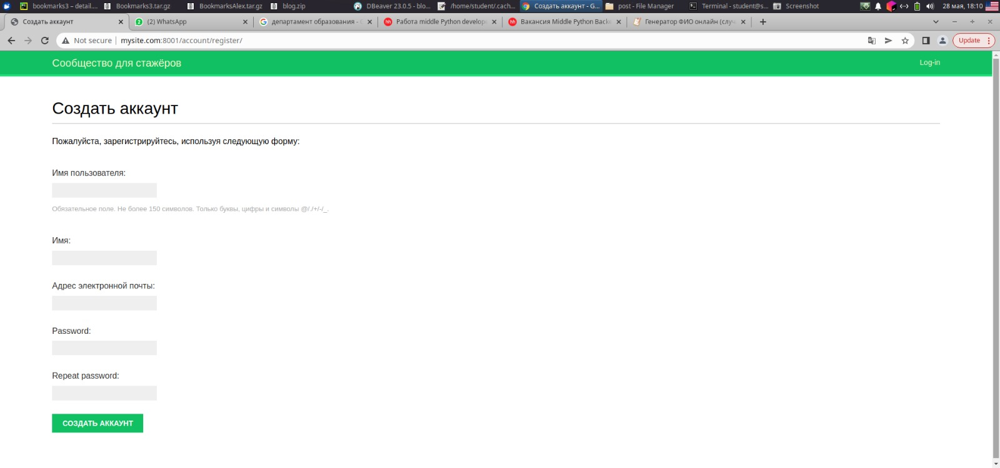 bookmarks3 – detail.... Bookmarks3.tar.gz BookmarksAlex.tar.gz blog.zip DBeaver 23.0.5 - blo... /home/student/.cach... Создать аккаунт - G... post - File Manager Terminal - student@s... Screenshot 28 мая, 18:10
Создать аккаунт (2) WhatsApp департамент образования - Работа middle Python develop Вакансия Middle Python Back Генератор ФИО онлайн (слу
Not secure mysite.com:8001/account/register/ Update
Сообщество для стажёров Log-in
Создать аккаунт
Пожалуйста, зарегистрируйтесь, используя следующую форму:
Имя пользователя:
Обязательное поле. Не более 150 символов. Только буквы, цифры и символы @/./+/-/_.
Имя:
Адрес электронной почты:
Password:
Repeat password:
СОЗДАТЬ АККАУНТ